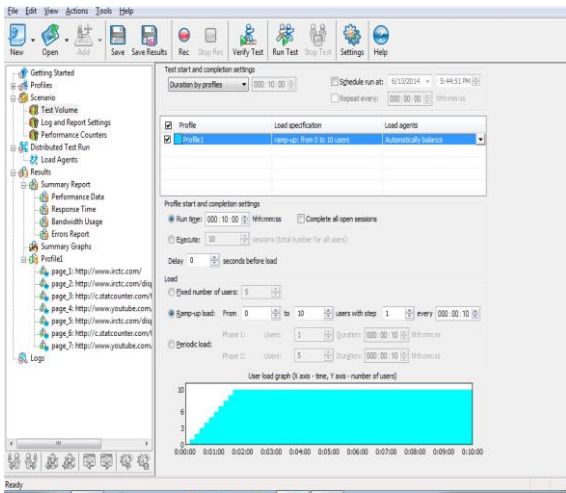 File Edit View Actions Tools Help
New Open Add Save Save Results Rec Stop Rec Verify Test Run Test Stop Test Settings Help
Getting Started
Profiles
Scenario
Test Volume
Log and Report Settings
Performance Counters
Distributed Test Run
Load Agents
Results
Summary Report
Performance Data
Response Time
Bandwidth Usage
Errors Report
Summary Graphs
Profile1
page_1: http://www.irctc.com/
page_2: http://www.irctc.com/disp
page_3: http://c.statcounter.com/t
page_4: http://www.youtube.com,
page_5: http://www.irctc.com/disp
page_6: http://c.statcounter.com/t
page_7: http://www.youtube.com,
Logs
Test start and completion settings
Duration by profiles 000:10:00 Schedule run at: 6/13/2014 5:44:51 PM
Repeat every: 000:00:00 hhh:mm:ss
Profile Load specification Load agents
Profile1 ramp-up: from 0 to 10 users Automatically balance
Profile start and completion settings
Run time: 000:10:00 hhh:mm:ss Complete all open sessions
Execute: 10 sessions (total number for all users)
Delay 0 seconds before load
Load
Fixed number of users: 5
Ramp-up load: From 0 to 10 users with step 1 every 000:00:10
Periodic load:
Phase 1: Users: 1 Duration: 000:00:10 hhh:mm:ss
Phase 2: Users: 5 Duration: 000:00:10 hhh:mm:ss
User load graph (X axis - time, Y axis - number of users)
10
6
3
0
0:00:00 0:01:00 0:02:00 0:03:00 0:04:00 0:05:00 0:06:00 0:07:00 0:08:00 0:09:00 0:10:00
Ready